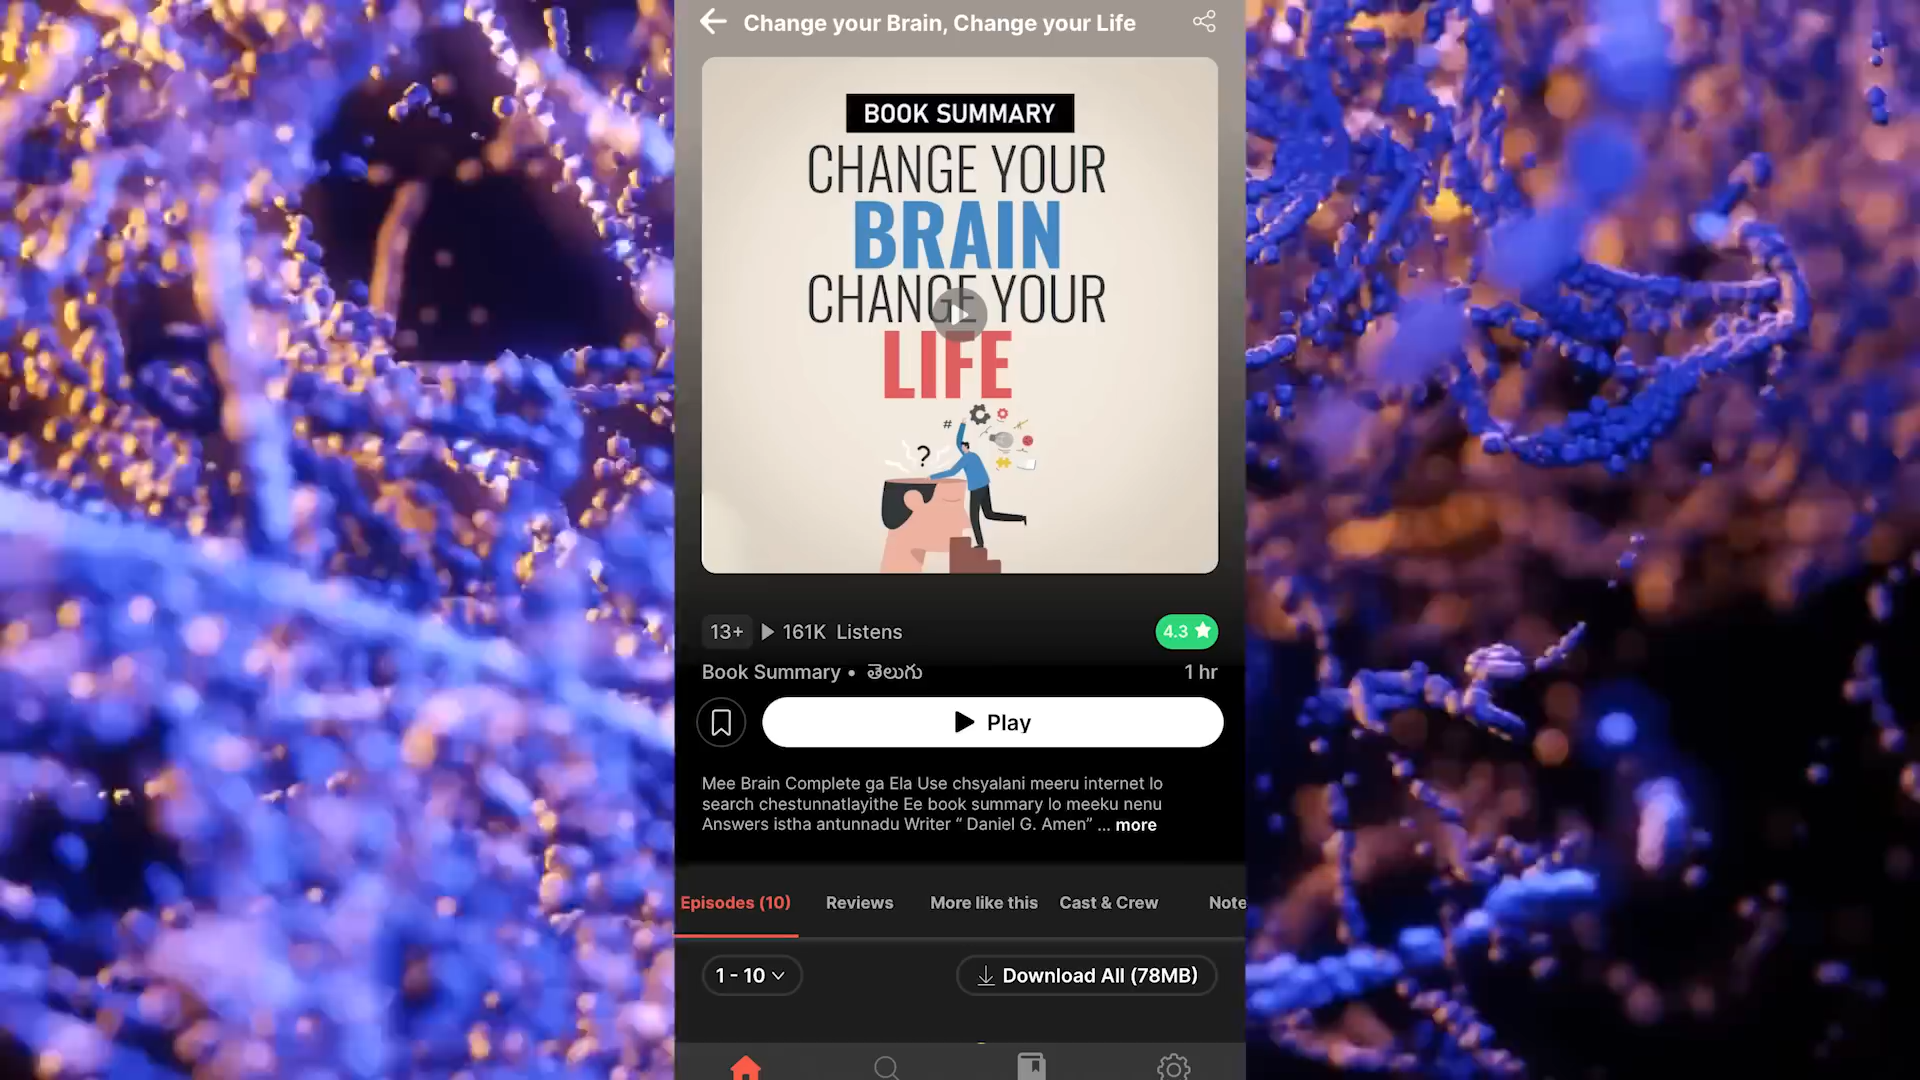 Change your Brain, Change your Life
BOOK SUMMARY
CHANGE YOUR
BRAIN
CHANGE YOUR
LIFE
#
?
13+ 161K Listens 4.3
Book Summary • తెలుగు 1 hr
Play
Mee Brain Complete ga Ela Use chsyalani meeru internet lo
search chestunnatlayithe Ee book summary lo meeku nenu
Answers istha antunnadu Writer “ Daniel G. Amen” ... more
Episodes (10) Reviews More like this Cast & Crew Note
1 - 10 Download All (78MB)